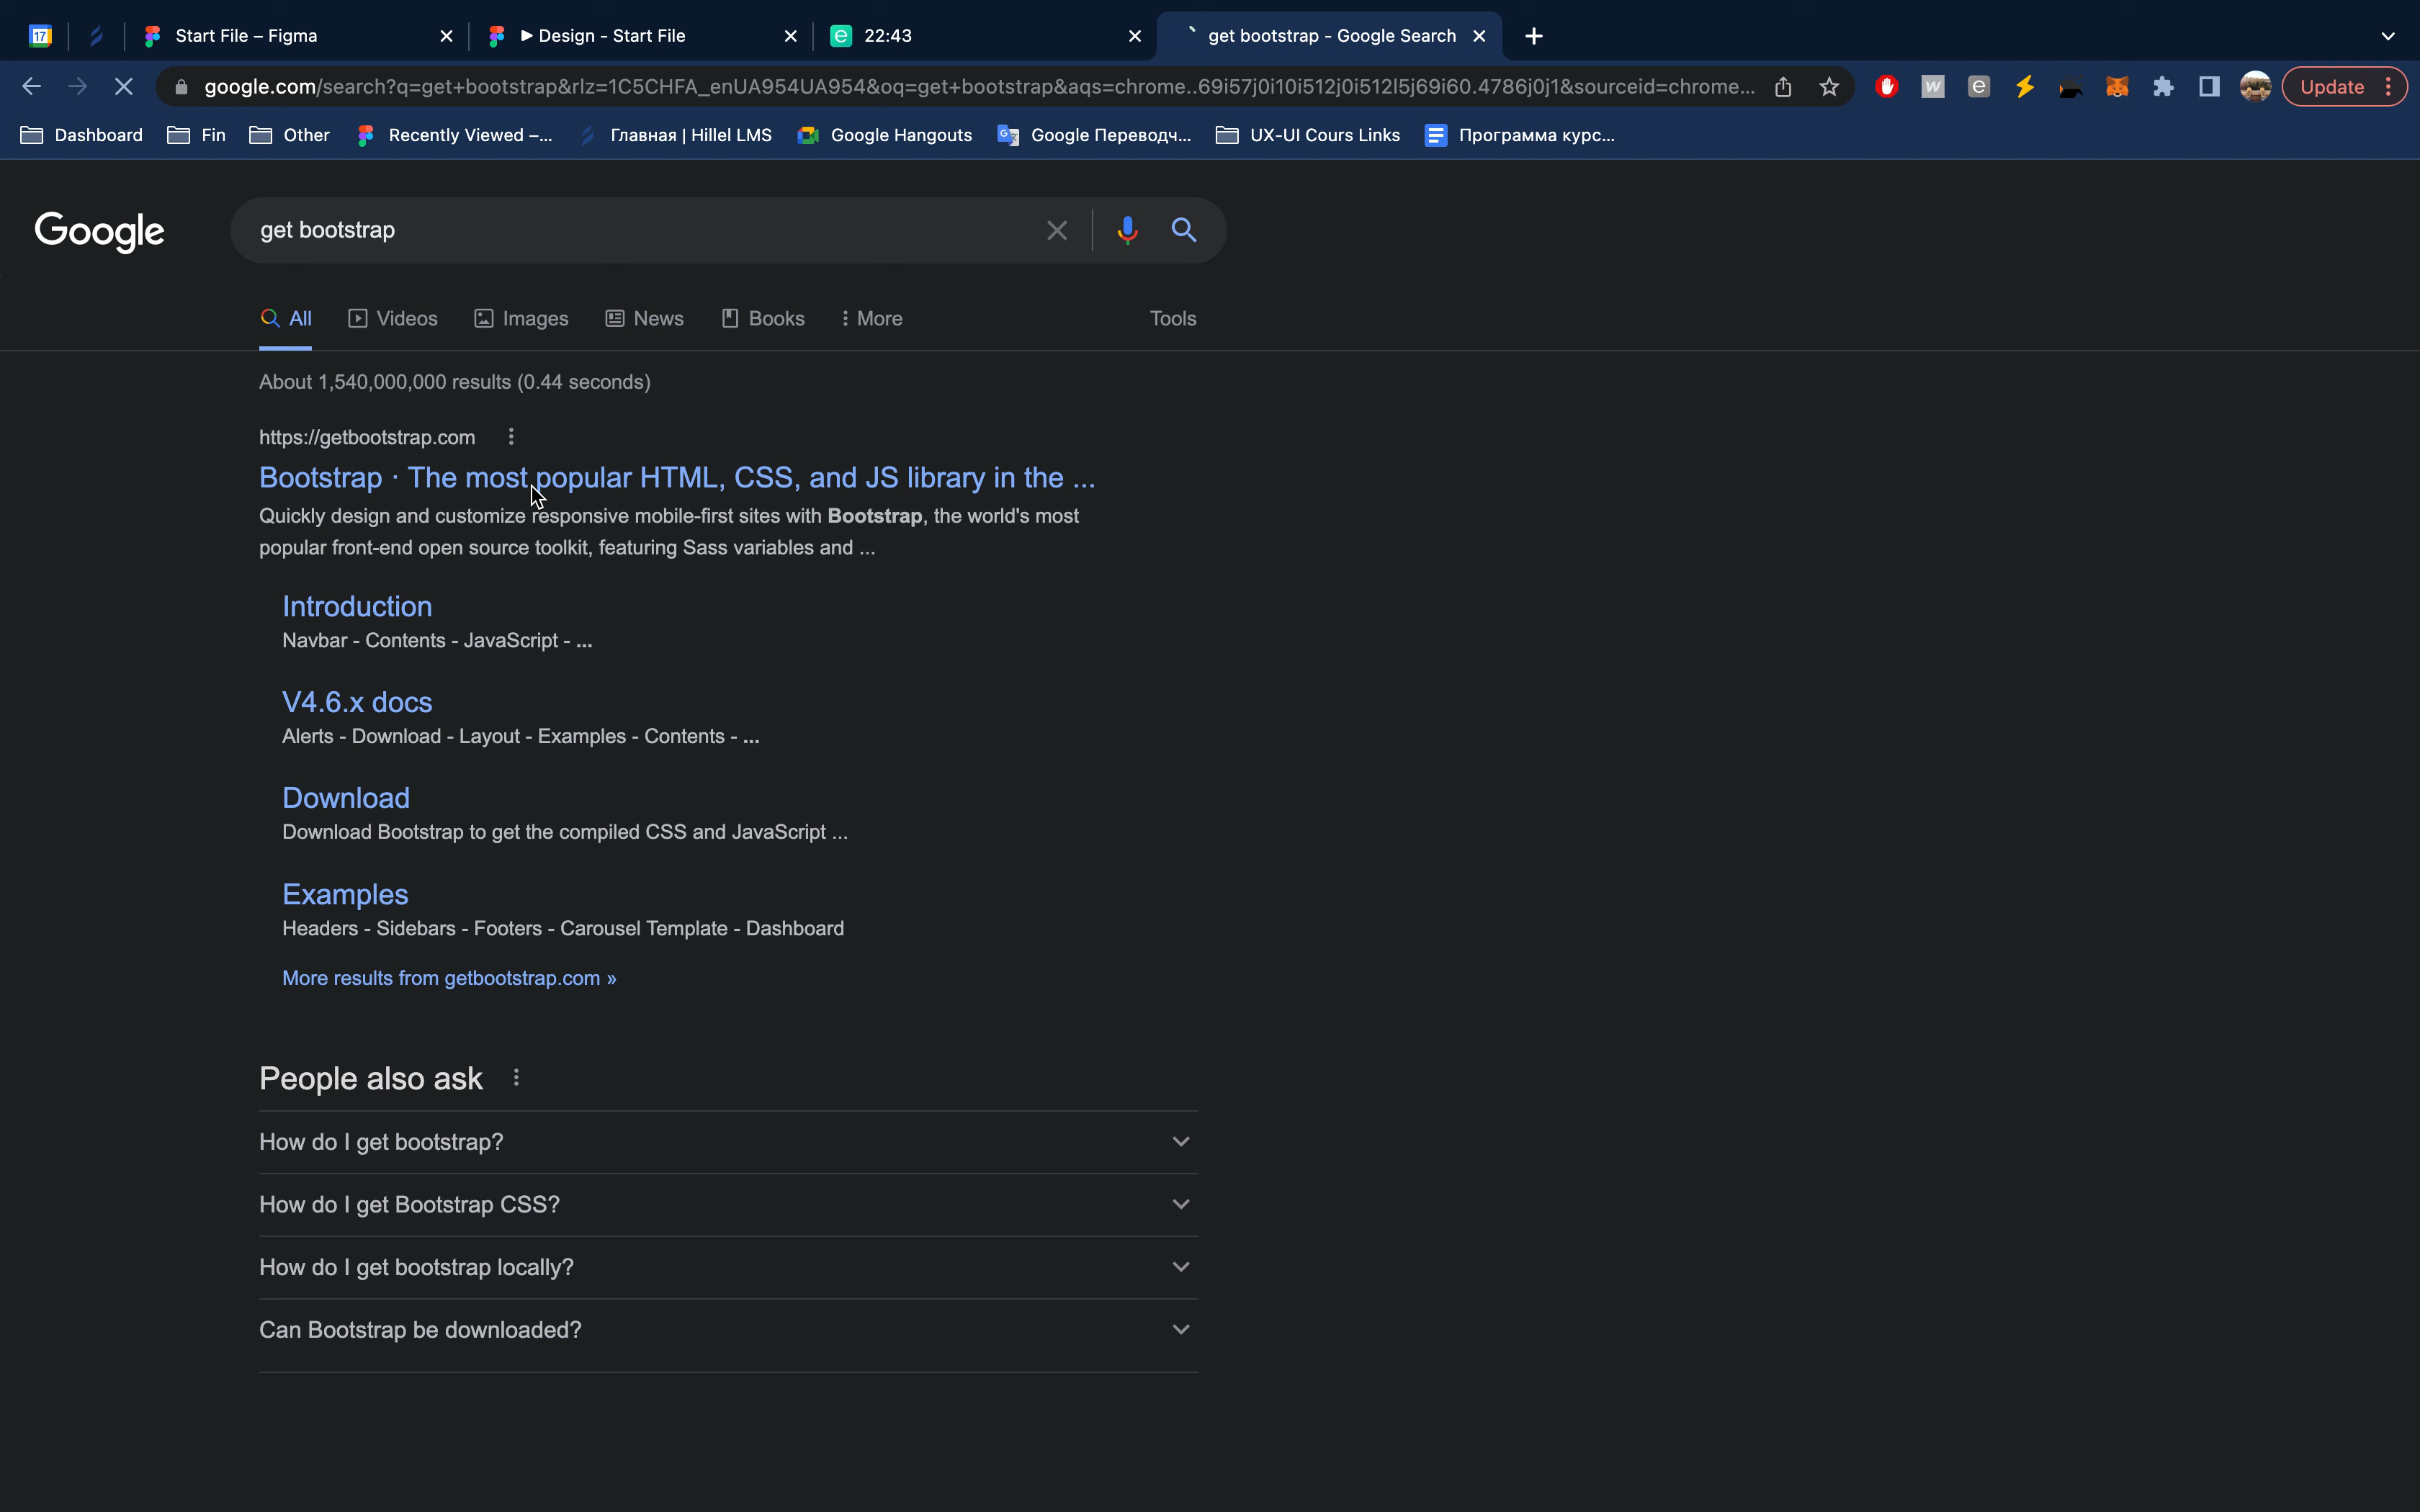 17 Start File – Figma ▶ Design - Start File e 22:43 get bootstrap - Google Search
google.com/search?q=get+bootstrap&rlz=1C5CHFA_enUA954UA954&oq=get+bootstrap&aqs=chrome..69i57j0i10i512j0i512l5j69i60.4786j0j1&sourceid=chrome... w e Update
Dashboard Fin Other Recently Viewed –... Главная | Hillel LMS Google Hangouts Google Переводч... UX-UI Cours Links Программа курс...
Google get bootstrap
All Videos Images News Books More Tools
About 1,540,000,000 results (0.44 seconds)
https://getbootstrap.com
Bootstrap · The most popular HTML, CSS, and JS library in the ...
Quickly design and customize responsive mobile-first sites with Bootstrap, the world's most
popular front-end open source toolkit, featuring Sass variables and ...
Introduction
Navbar - Contents - JavaScript - ...
V4.6.x docs
Alerts - Download - Layout - Examples - Contents - ...
Download
Download Bootstrap to get the compiled CSS and JavaScript ...
Examples
Headers - Sidebars - Footers - Carousel Template - Dashboard
More results from getbootstrap.com »
People also ask
How do I get bootstrap?
How do I get Bootstrap CSS?
How do I get bootstrap locally?
Can Bootstrap be downloaded?